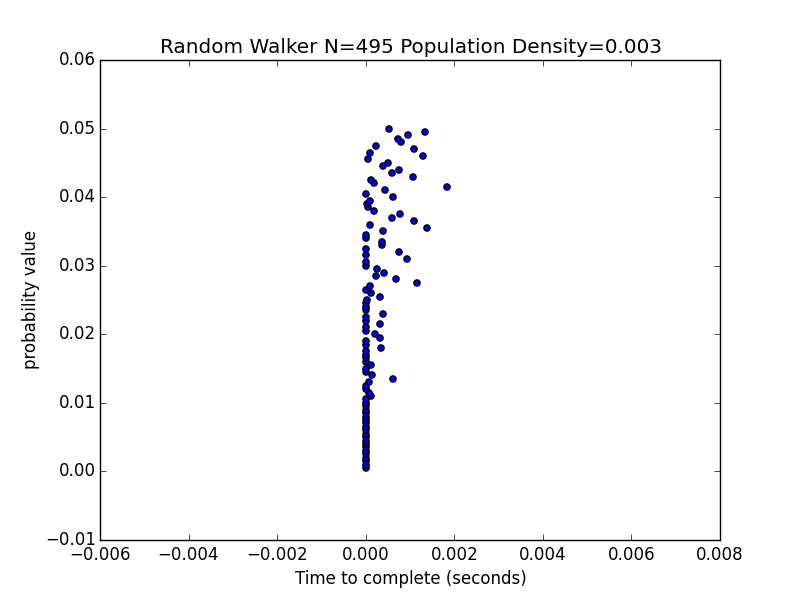 Random Walker N=495 Population Density=0.003
0.06
0.05
0.04
0.03
0.02
0.01
0.00
−0.01
probability value
−0.006 −0.004 −0.002 0.000 0.002 0.004 0.006 0.008
Time to complete (seconds)